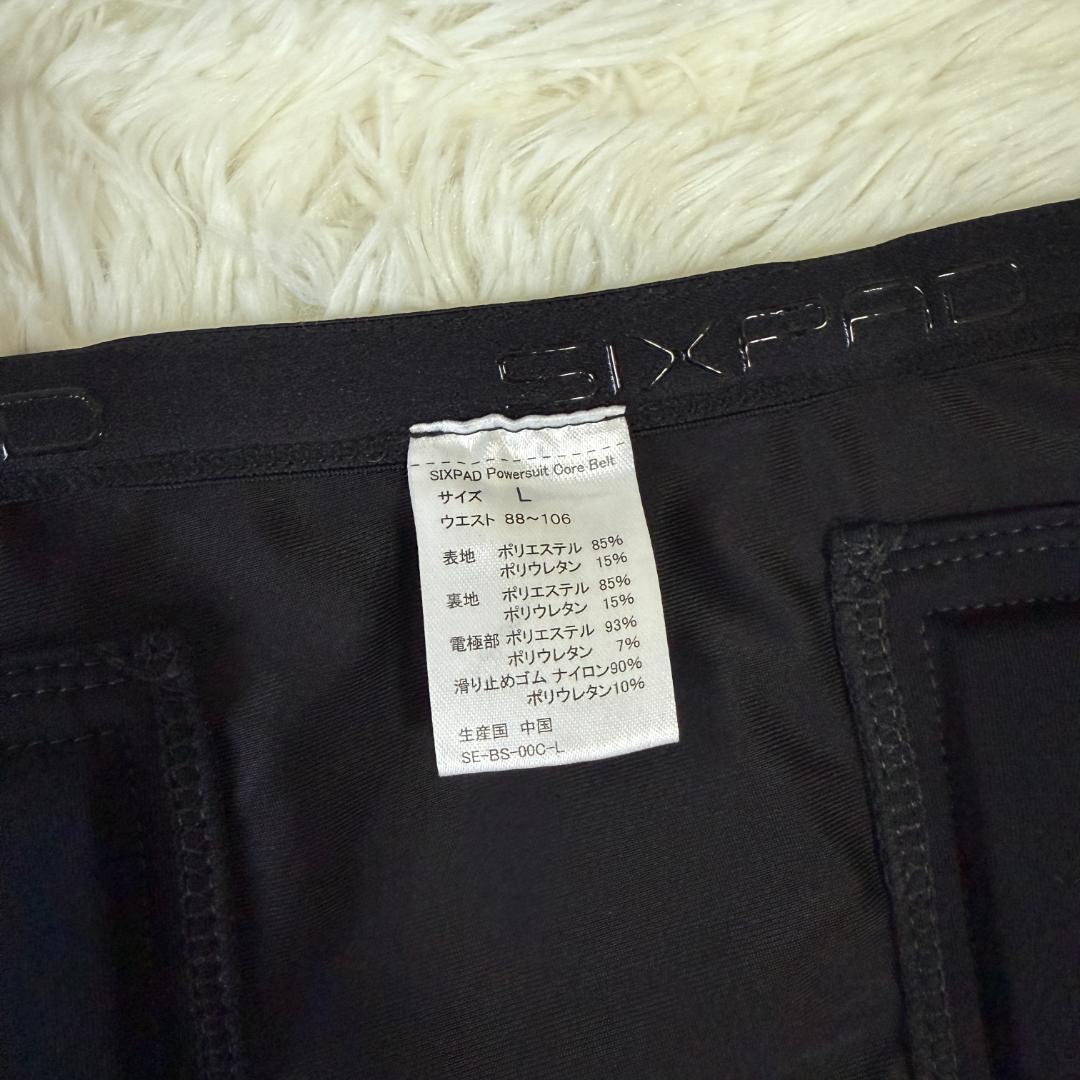 SIXPAD
D
SIXPAD Powersuit Core Belt
サイズ L
ウエスト 88～106
表地 ポリエステル 85%
ポリウレタン 15%
裏地 ポリエステル 85%
ポリウレタン 15%
電極部 ポリエステル 93%
ポリウレタン 7%
滑り止めゴム ナイロン90%
ポリウレタン10%
生産国 中国
SE-BS-00C-L